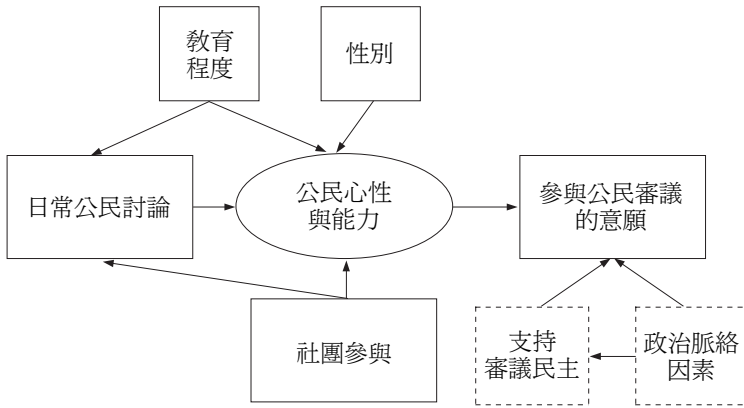 教育
程度
性別
日常公民討論
公民心性
與能力
參與公民審議
的意願
社團參與
支持
審議民主
政治脈絡
因素